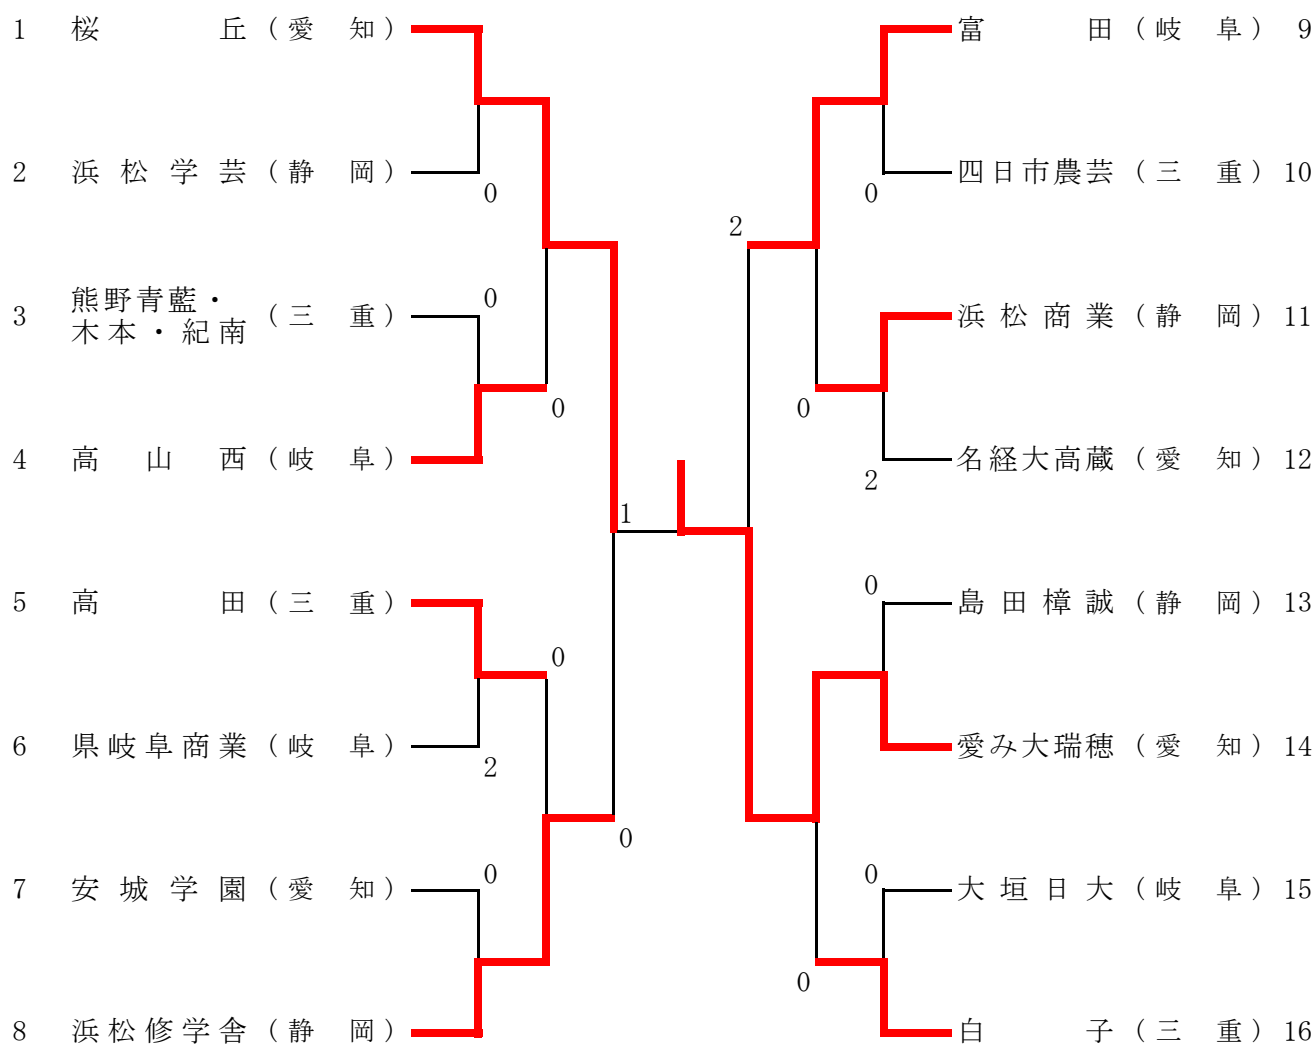 1 桜丘（愛知）
0
2 浜松学芸（静岡）
3 熊野青藍・
木本・紀南（三重）
0
0
4 高山西（岐阜）
1
5 高田（三重）
0
6 県岐阜商業（岐阜）
2
0
7 安城学園（愛知）
0
8 浜松修学舎（静岡）
富田（岐阜） 9
0
四日市農芸（三重） 10
2
浜松商業（静岡） 11
0
2
名経大高蔵（愛知） 12
0
島田樟誠（静岡） 13
愛み大瑞穂（愛知） 14
0
大垣日大（岐阜） 15
0
白子（三重） 16